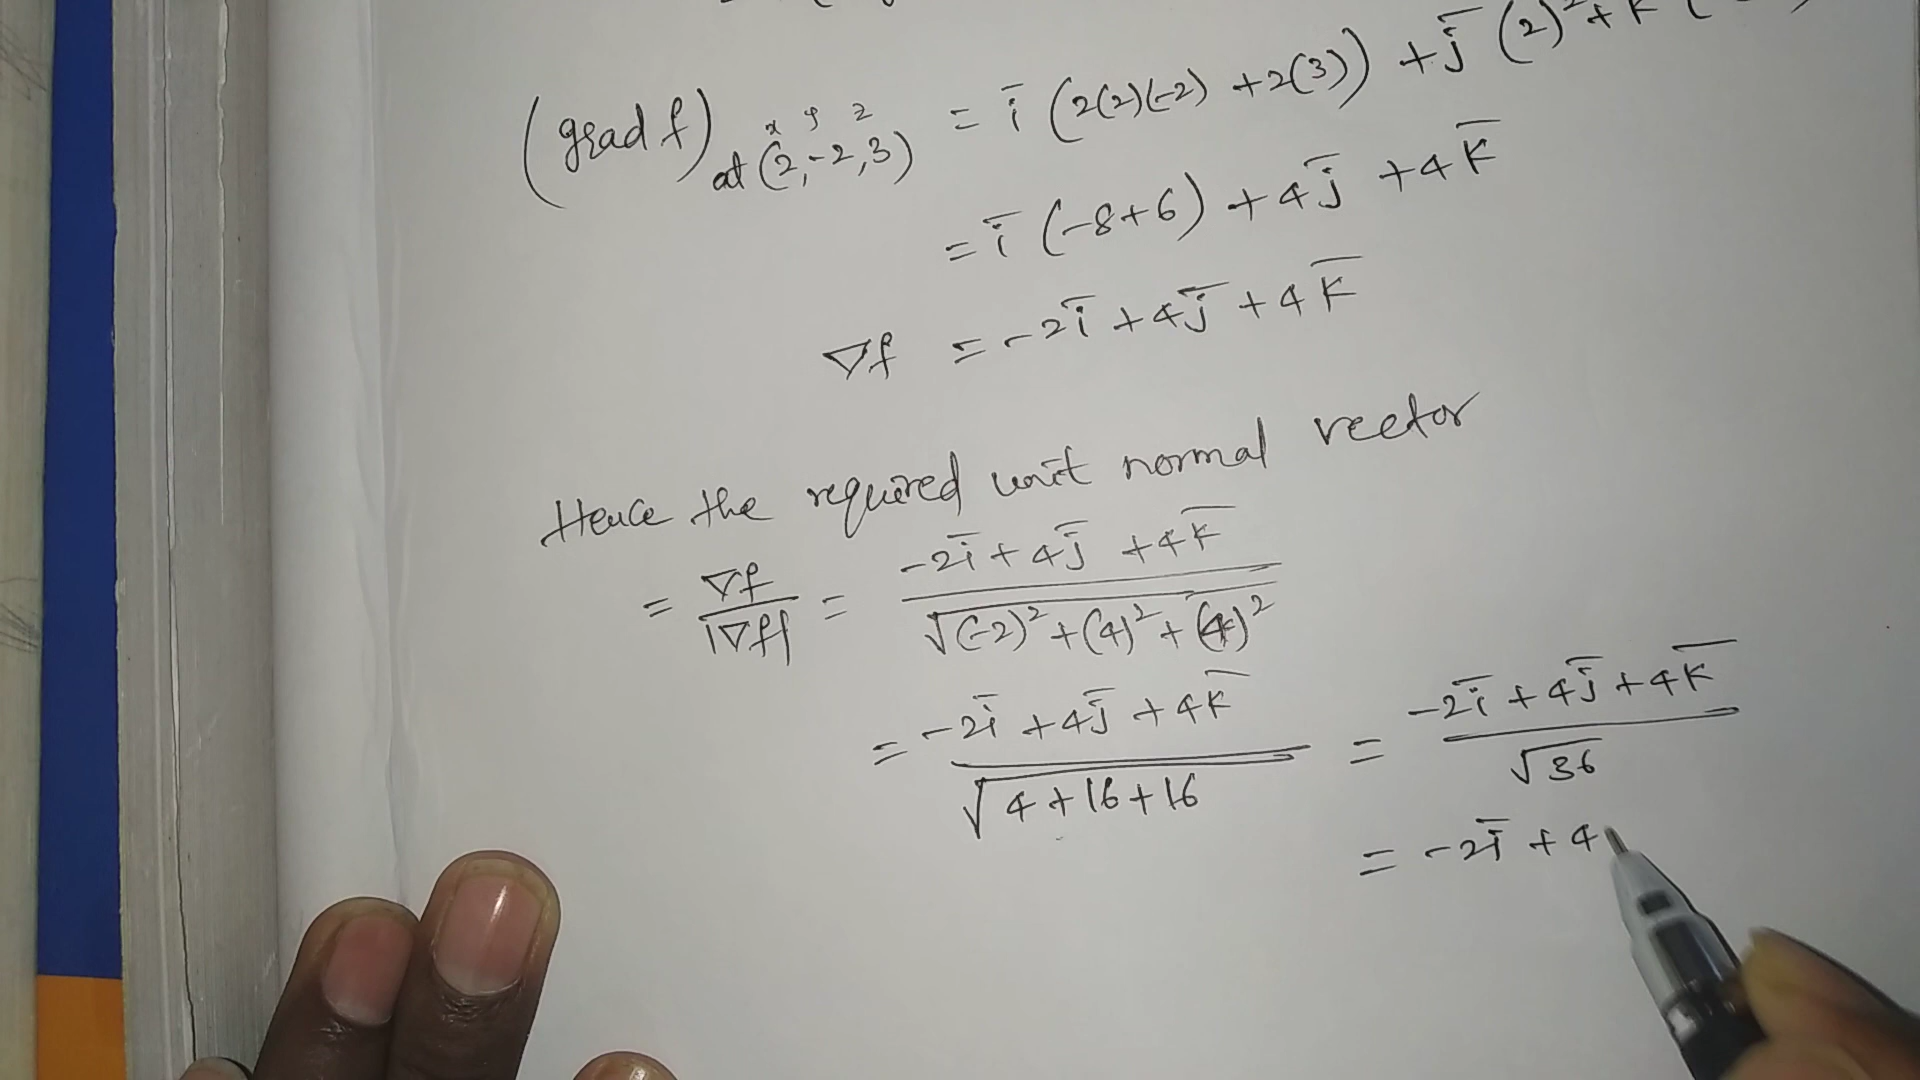 (grad f) at (2,-2,3) = i̅ (2(2)(-2) + 2(3)) + j̅ (2)² + k̅
x y z
= i̅ (-8+6) + 4j̅ + 4k̅
∇f = -2i̅ + 4j̅ + 4k̅
Hence the required unit normal vector
= ∇f / |∇f| = (-2i̅ + 4j̅ + 4k̅) / √((-2)² + (4)² + (4)²)
= (-2i̅ + 4j̅ + 4k̅) / √(4+16+16) = (-2i̅ + 4j̅ + 4k̅) / √36
= -2i̅ + 4